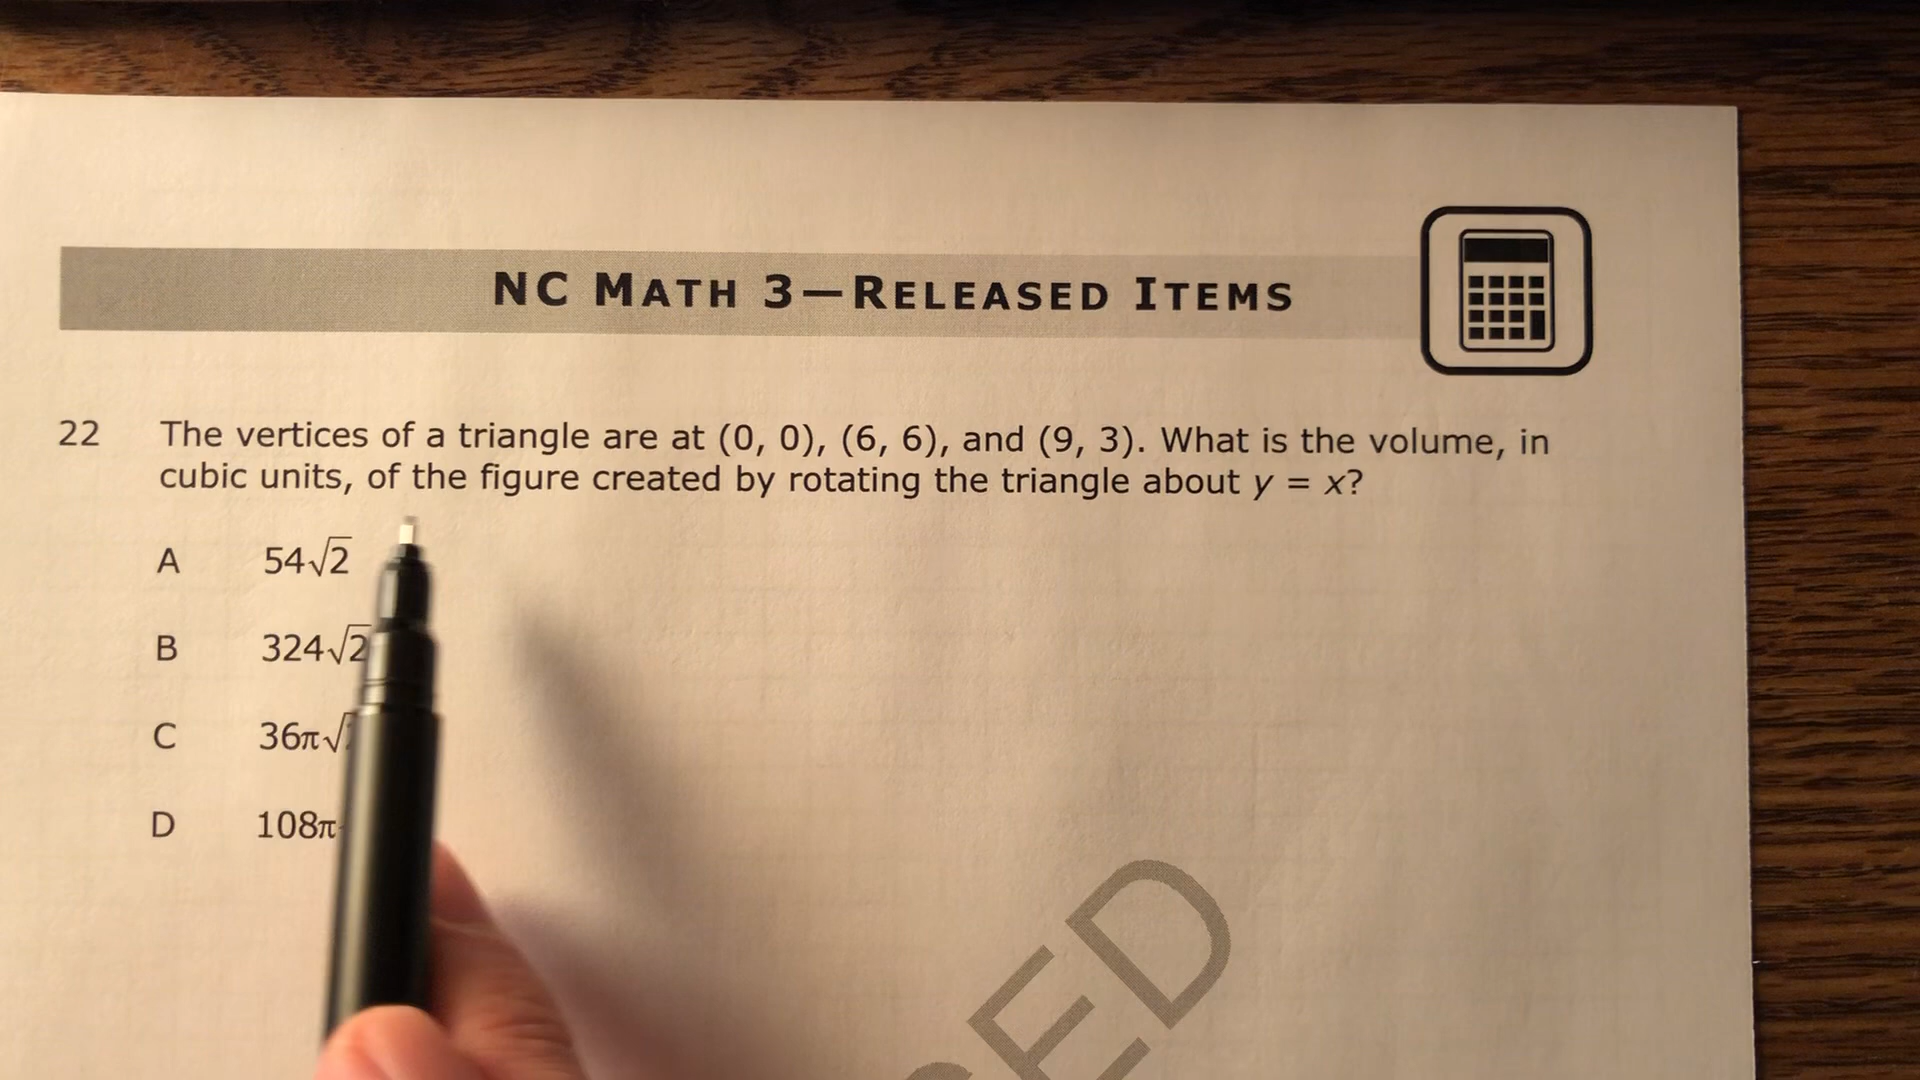 NC MATH 3—RELEASED ITEMS
22 The vertices of a triangle are at (0, 0), (6, 6), and (9, 3). What is the volume, in
cubic units, of the figure created by rotating the triangle about y = x?
A 54√2
B 324√2
C 36π√
D 108π
SED